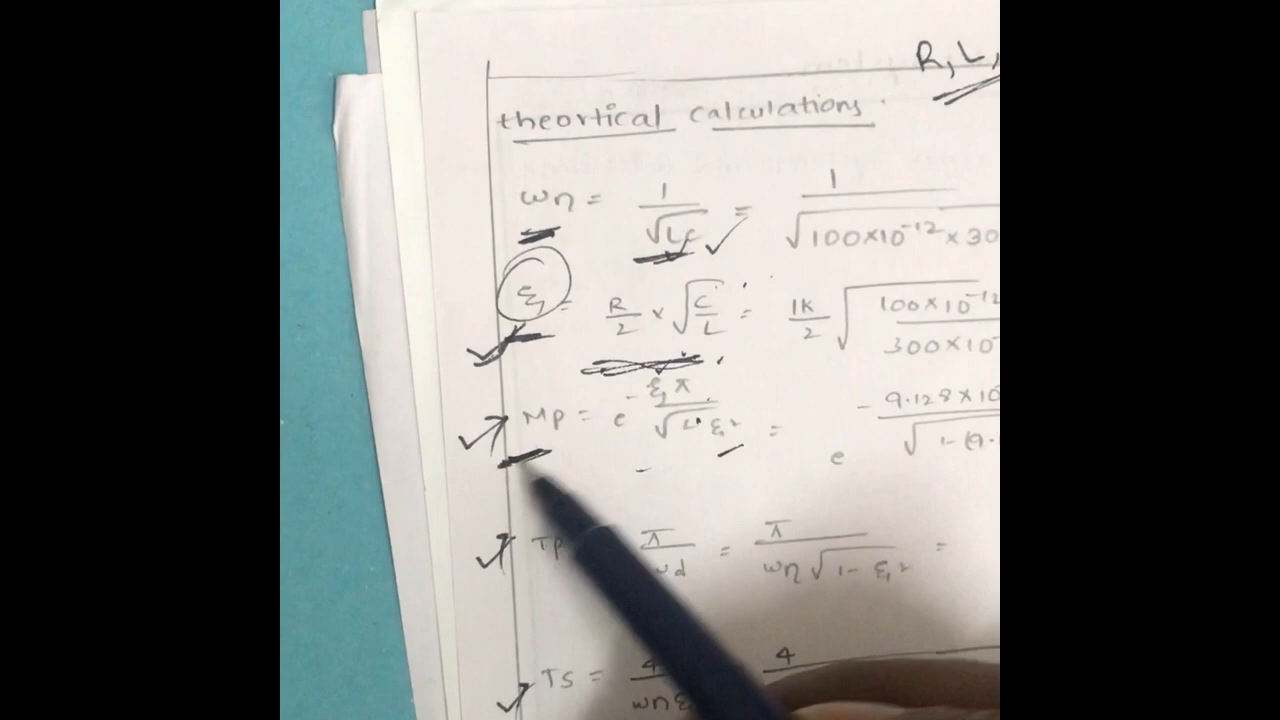 R, L,
theortical calculations.
ωn = 1/√LC = 1/√100×10⁻¹² × 30
ξ = R/2 × √C/L = 1K/2 √100×10⁻¹²/300×10⁻
Mp = e^-ξπ/√1-ξ² = e^-9.128×10/√1-(9.
Tp π/ωd = π/ωn√1-ξ² =
Ts = 4/ωnξ 4